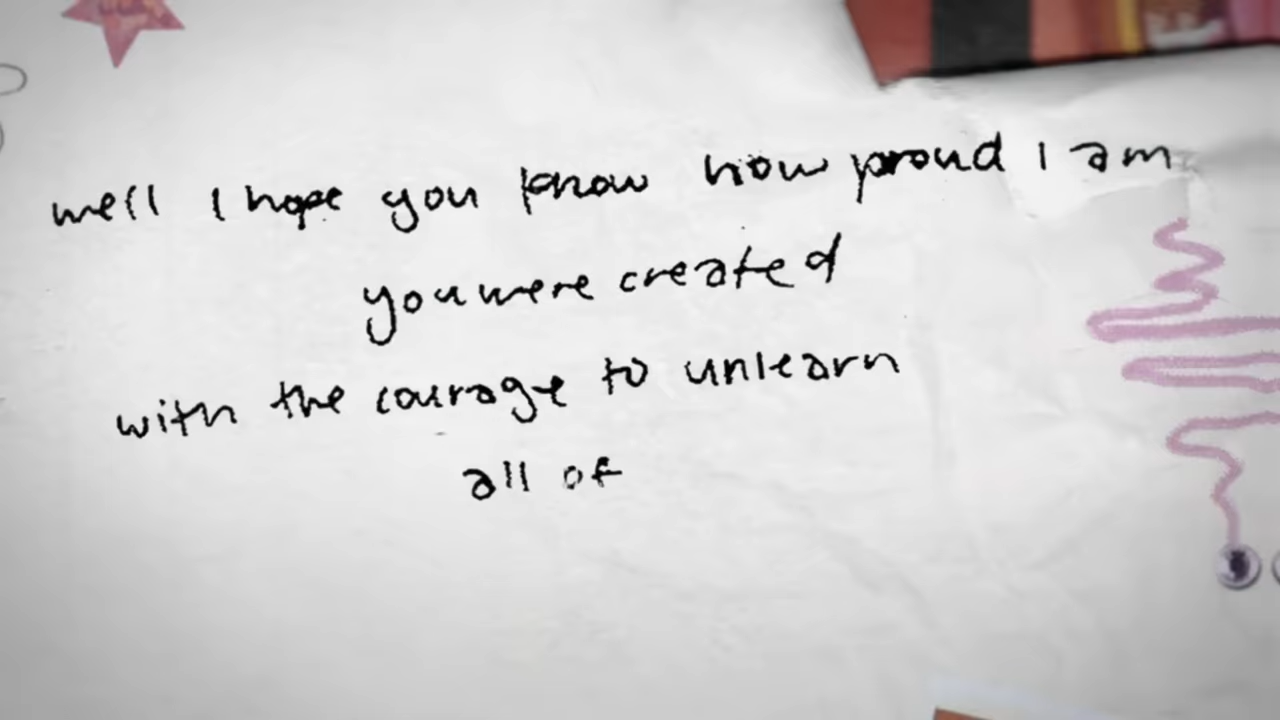 well I hope you know how proud I am
you were created
with the courage to unlearn
all of